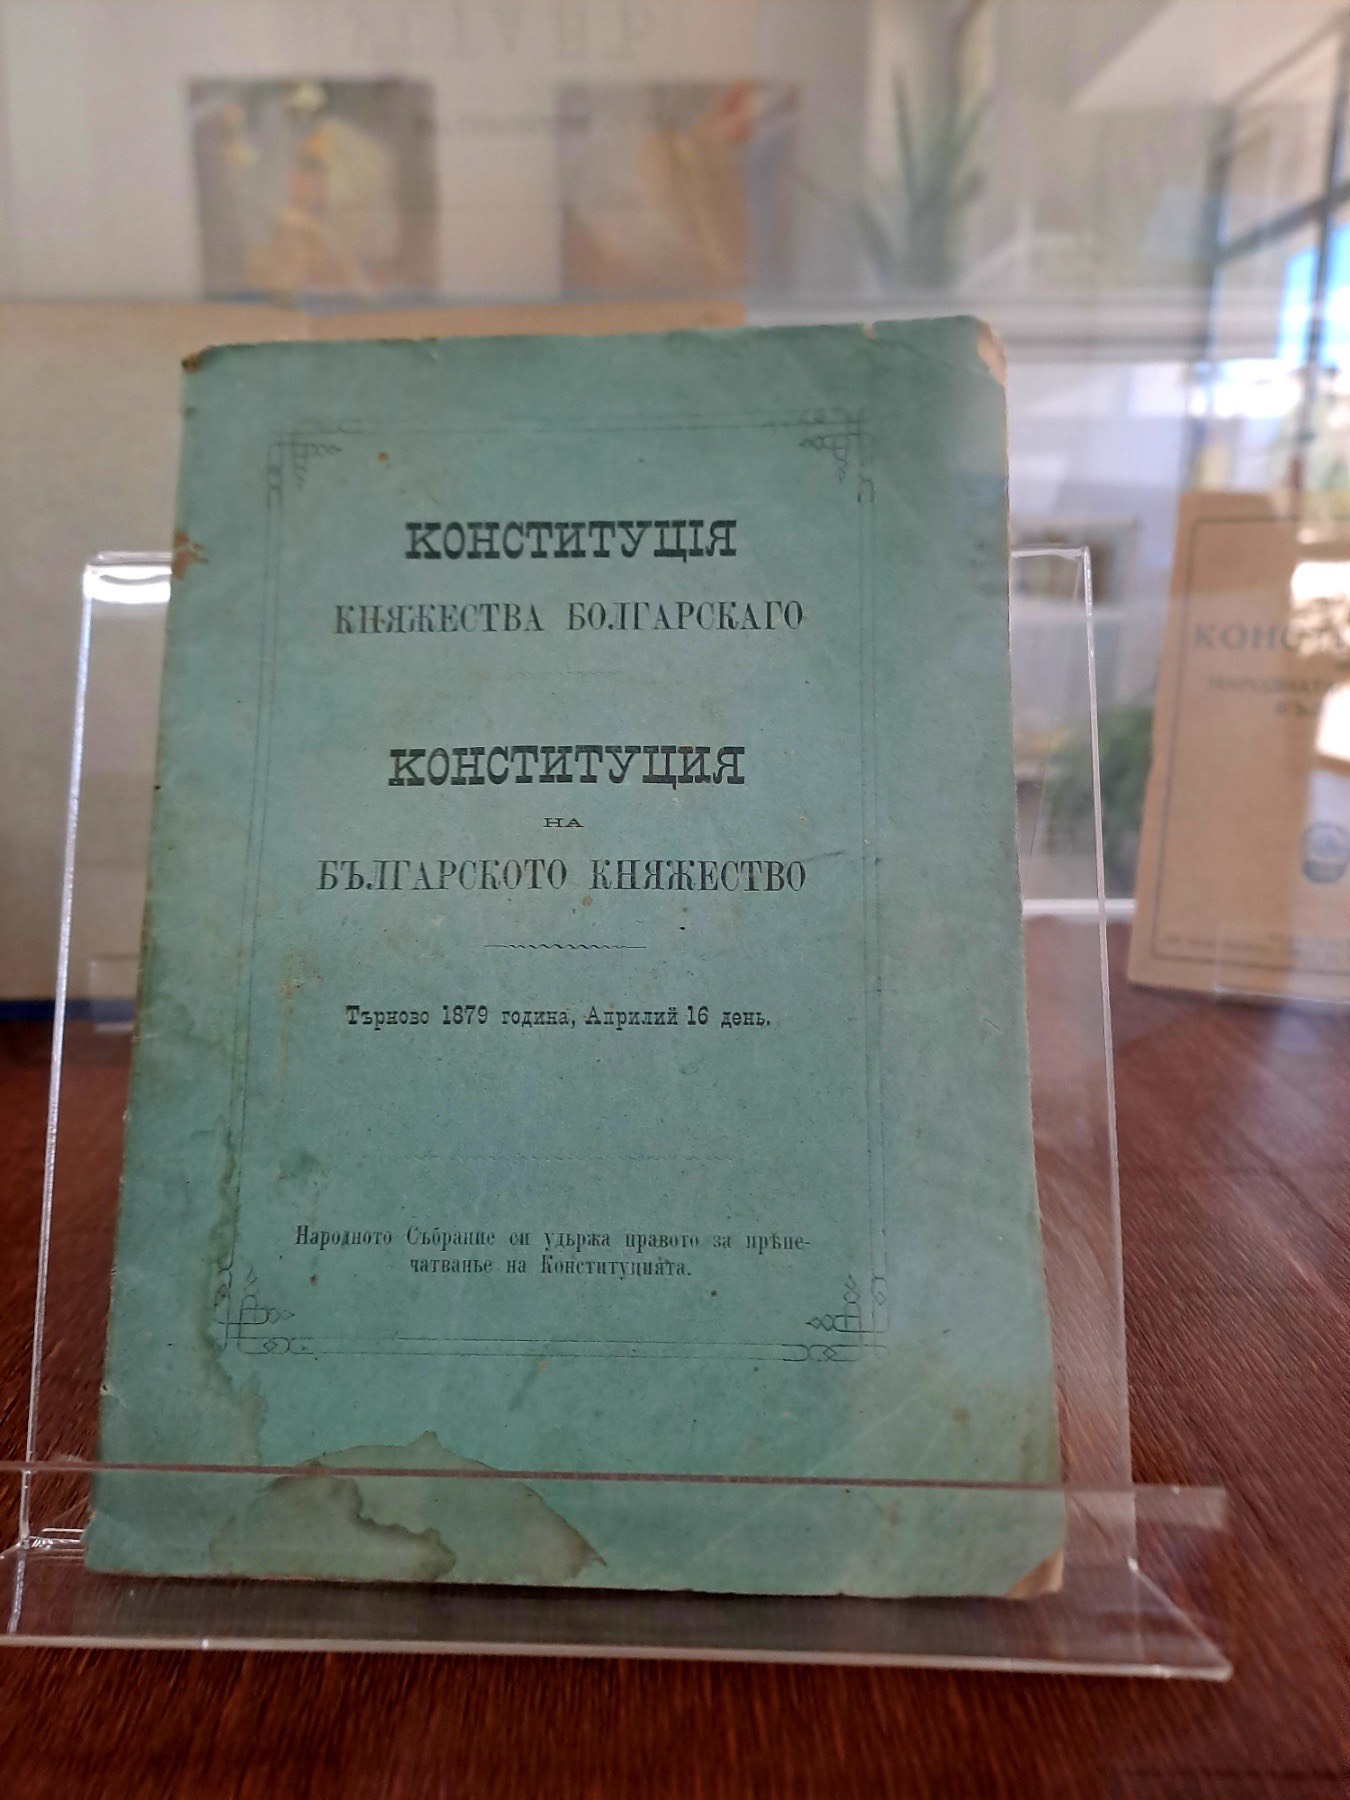 КОНСТИТУЦІЯ
КНЯЖЕСТВА БОЛГАРСКАГО
КОНСТИТУЦИЯ
НА
БЪЛГАРСКОТО КНЯЖЕСТВО
Търново 1879 година, Априлий 16 день.
Народното Събрание си удържа правото за прѣпе-
чатванье на Конституцията.